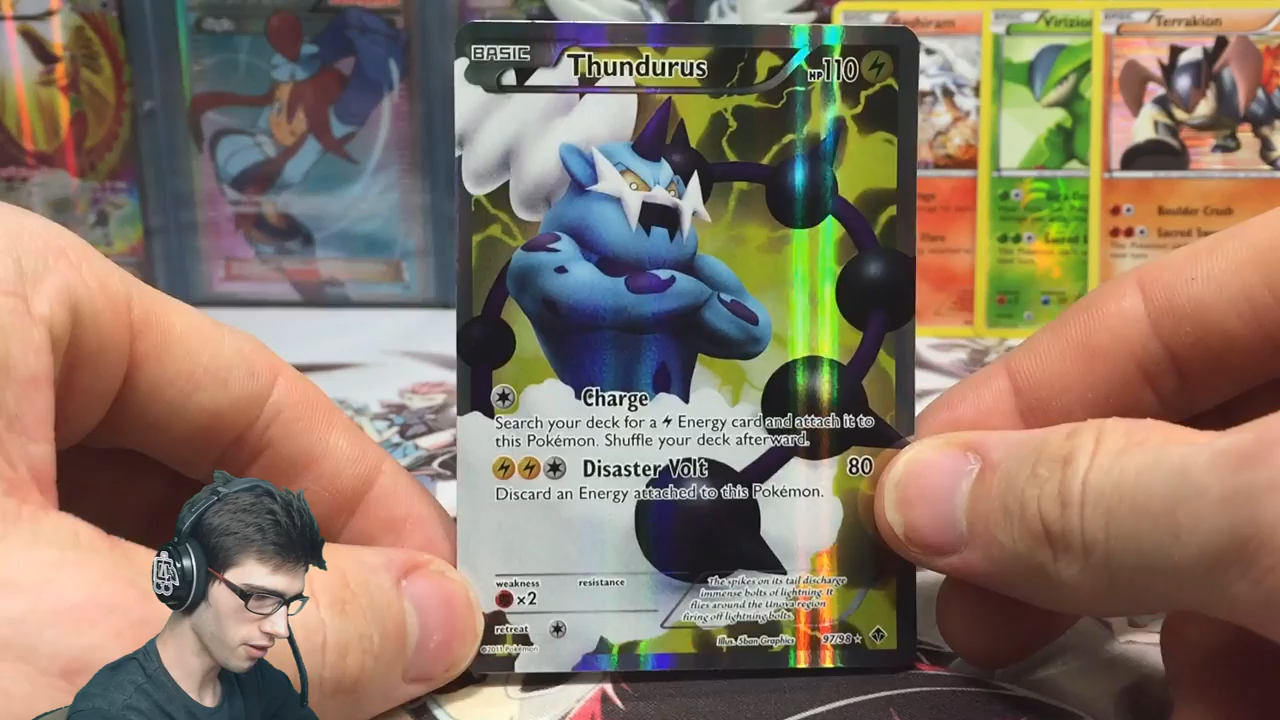 BASIC
Thundurus
HP110
Charge
Search your deck for a Energy card and attach it to
this Pokémon. Shuffle your deck afterward.
Disaster Volt 80
Discard an Energy attached to this Pokémon.
weakness resistance
×2
The spikes on its tail discharge
immense bolts of lightning. It
flies around the Unova region
firing off lightning bolts.
retreat
©2011 Pokémon
Illus. 5ban Graphics 97/98
Virizion
BASIC Terrakion
Boulder Crush